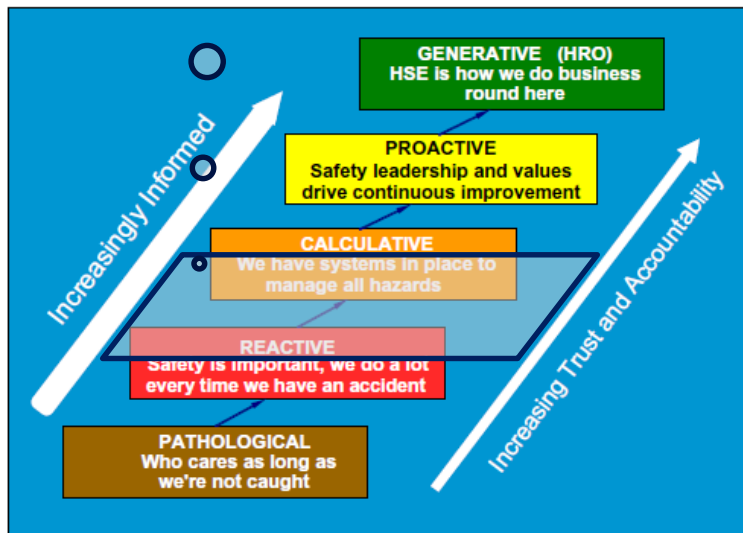 GENERATIVE (HRO)
HSE is how we do business
round here
PROACTIVE
Safety leadership and values
drive continuous improvement
CALCULATIVE
We have systems in place to
manage all hazards
REACTIVE
Safety is important, we do a lot
every time we have an accident
PATHOLOGICAL
Who cares as long as
we're not caught
Increasingly Informed
Increasing Trust and Accountability